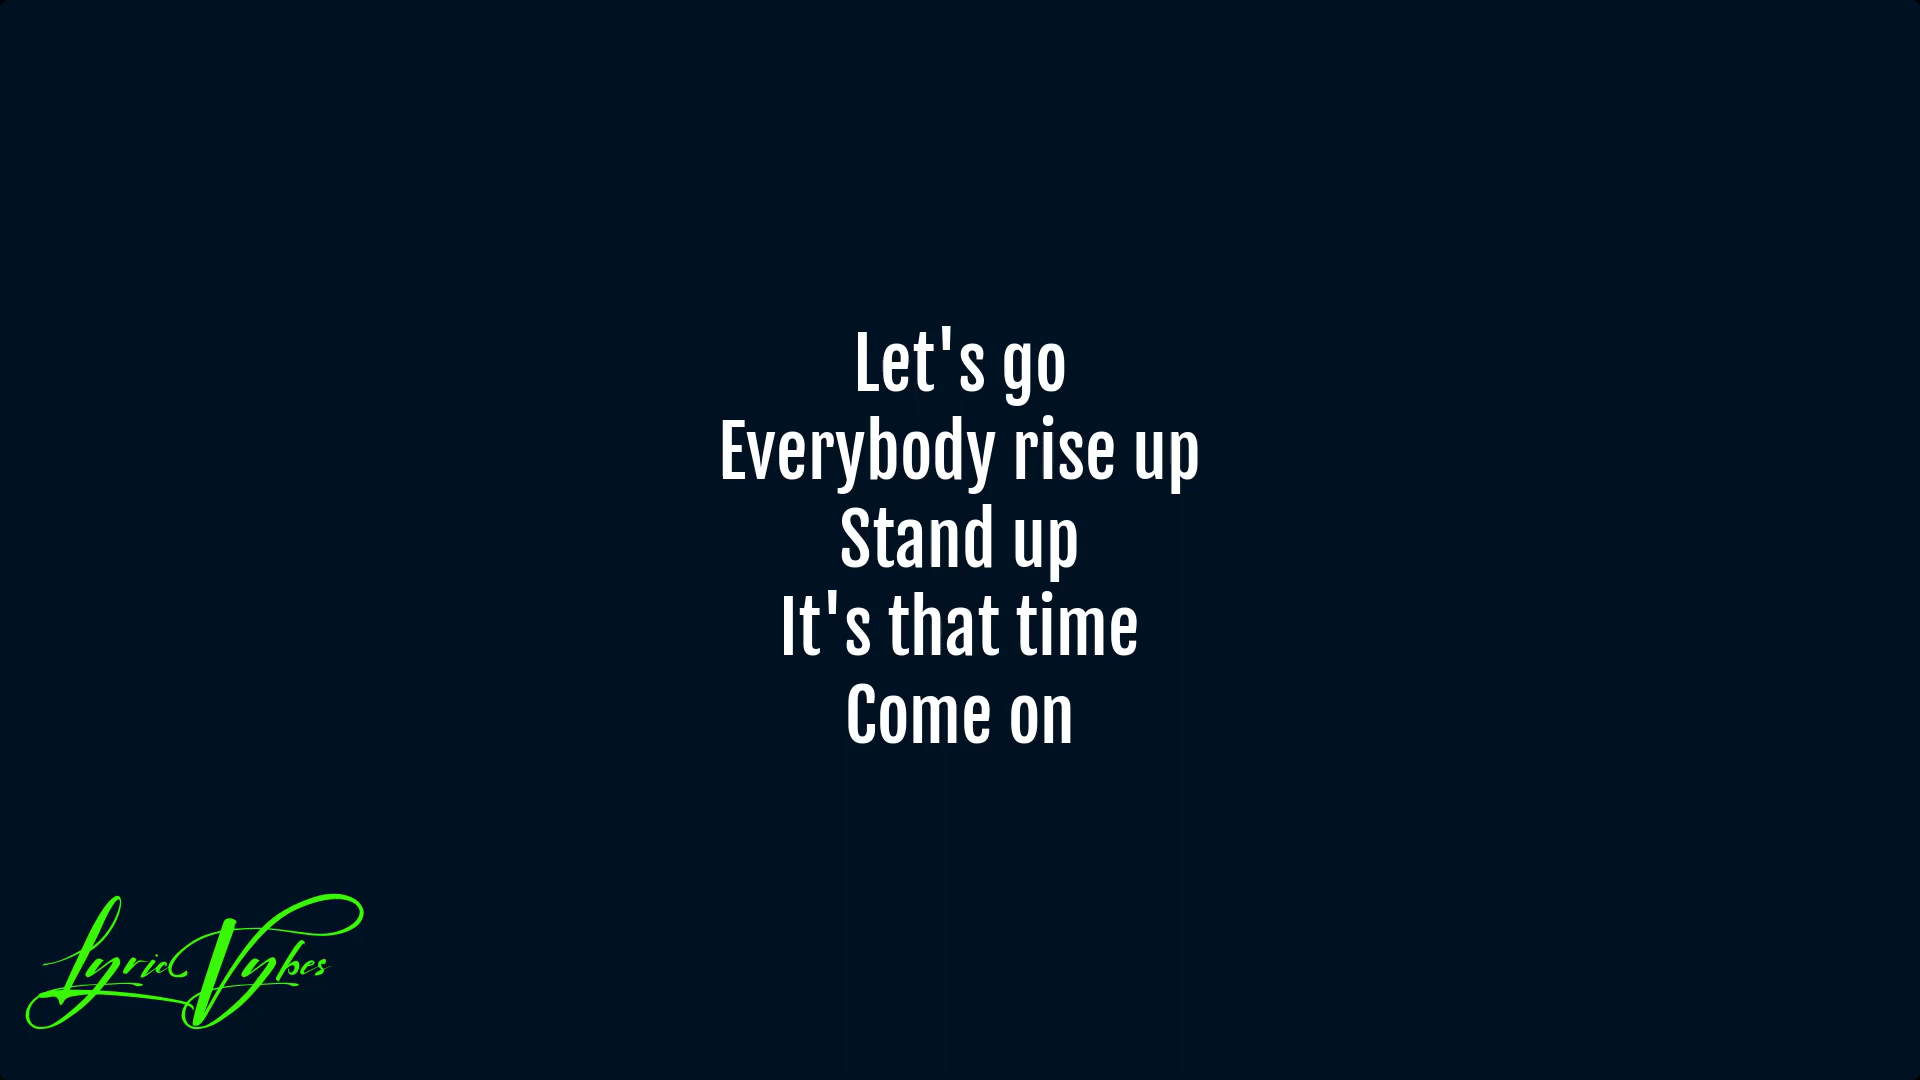 Let's go
Everybody rise up
Stand up
It's that time
Come on
Lyric Vybes